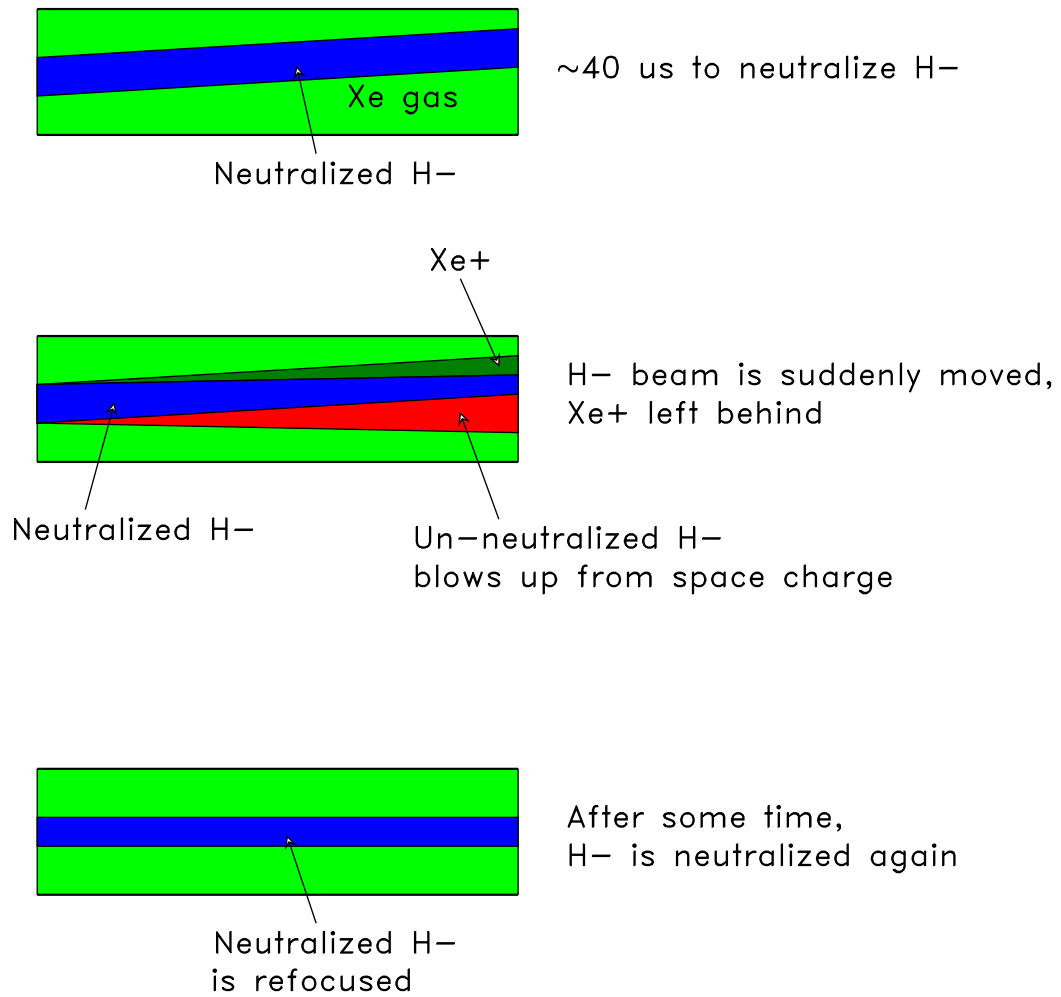 ~40 us to neutralize H−
Xe gas
Neutralized H−
Xe+
H− beam is suddenly moved,
Xe+ left behind
Neutralized H−
Un−neutralized H−
blows up from space charge
After some time,
H− is neutralized again
Neutralized H−
is refocused